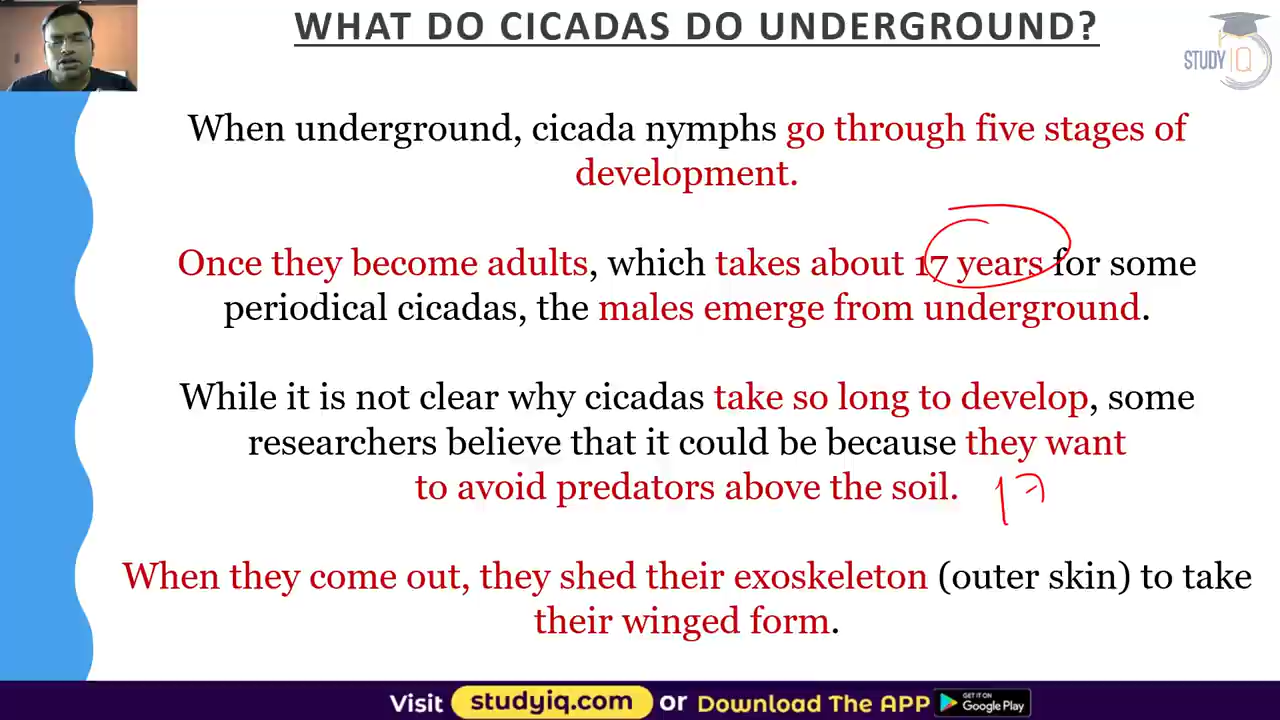 WHAT DO CICADAS DO UNDERGROUND?
STUDY IQ
When underground, cicada nymphs go through five stages of
development.
Once they become adults, which takes about 17 years for some
periodical cicadas, the males emerge from underground.
While it is not clear why cicadas take so long to develop, some
researchers believe that it could be because they want
to avoid predators above the soil.
17
When they come out, they shed their exoskeleton (outer skin) to take
their winged form.
Visit studyiq.com or Download The APP GET IT ON Google Play